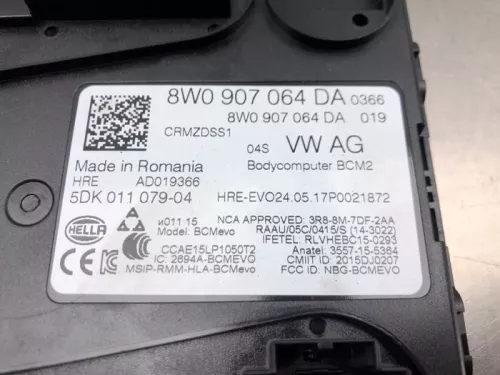 8W0 907 064 DA 0366
8W0 907 064 DA 019
CRMZDSS1
04S VW AG
Made in Romania Bodycomputer BCM2
HRE AD019366
5DK 011 079-04 HRE-EVO24.05.17P0021872
HELLA
и011 15 NCA APPROVED: 3R8-8M-7DF-2AA
Model: BCMevo RAAU/05C/0415/S (14-3022)
IFETEL: RLVHEBC15-0293
CCAE15LP1050T2 Anatel: 3557-15-5364
IC: 2694A-BCMEVO CMIIT ID: 2015DJ0207
MSIP-RMM-HLA-BCMevo FCC ID: NBG-BCMEVO